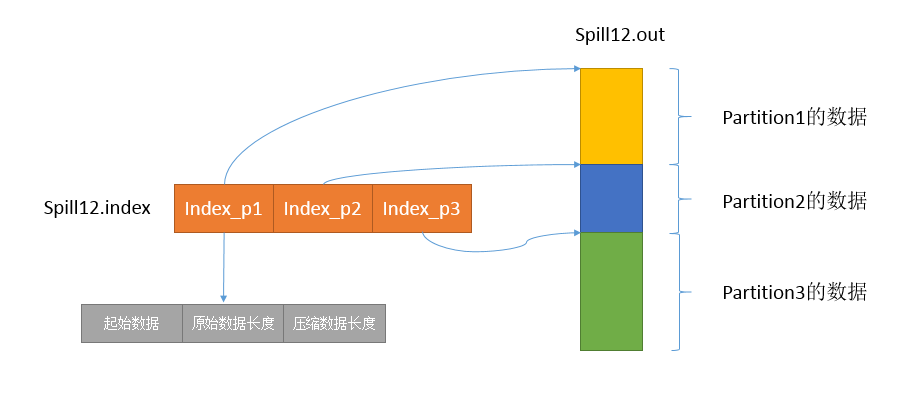 Spill12.out
Partition1的数据
Spill12.index
Index_p1
Index_p2
Index_p3
Partition2的数据
Partition3的数据
起始数据
原始数据长度
压缩数据长度